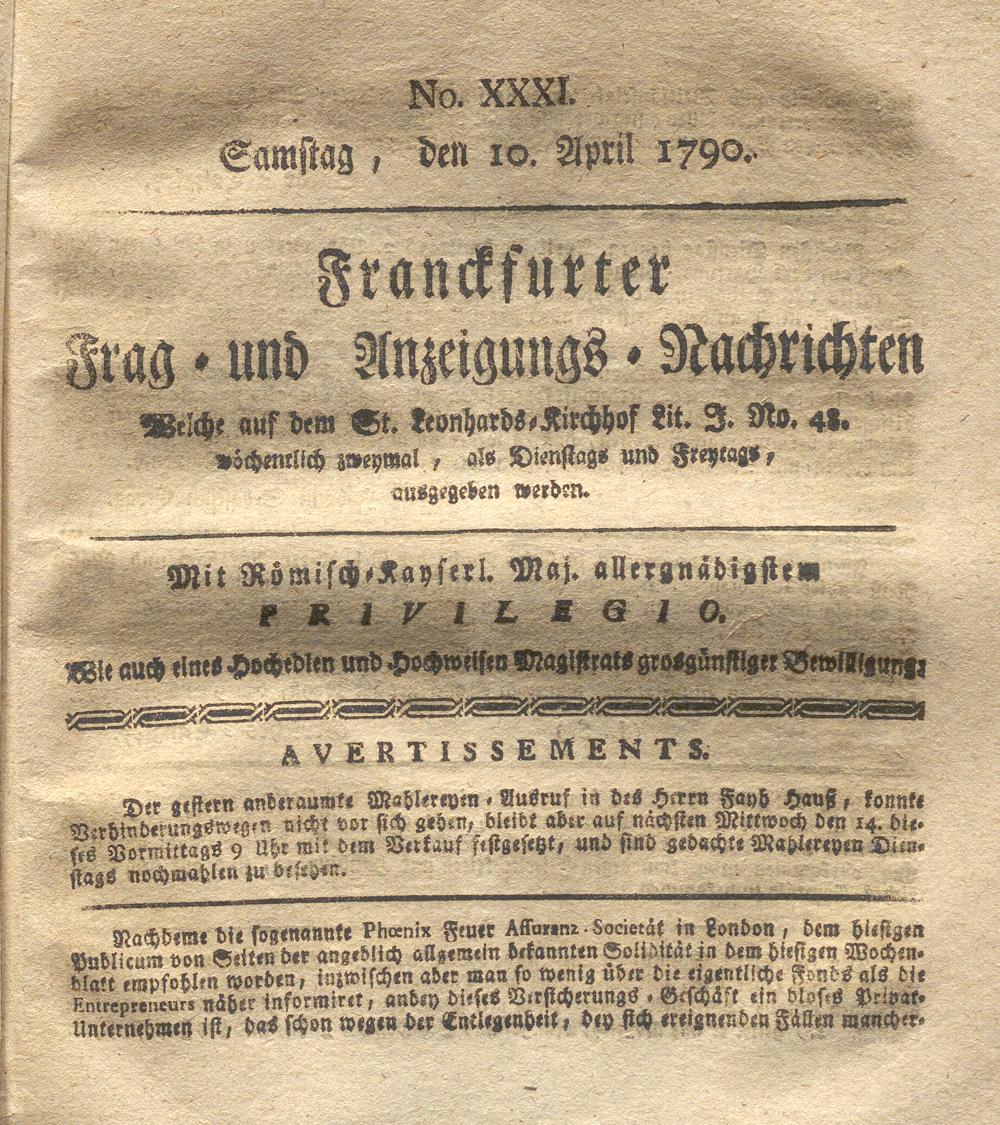 No. XXXI.
Samſtag, den 10. April 1790.
Franckfurter
Frag- und Anzeigungs-Nachrichten
Welche auf dem St. Leonhards-Kirchhof Lit. J. No. 48.
wöchentlich zweymal, als Dienſtags und Freytags,
ausgegeben werden.
Mit Römiſch-Kayſerl. Maj. allergnädigſtem
PRIVILEGIO.
Wie auch eines Hochedlen und Hochweiſen Magiſtrats grosgünſtiger Bewilligung:
AVERTISSEMENTS.
Der geſtern anderaumte Mahlereyen-Ausruf in des Herrn Fayh Hauß, konnte
Verhinderungswegen nicht vor ſich gehen, bleibt aber auf nächſten Mittwoch den 14. die-
ſes Vormittags 9 Uhr mit dem Verkauf feſtgeſetzt, und ſind gedachte Mahlereyen Dien-
ſtags nochmahlen zu beſehen.
Nachdeme die ſogenannte Phœnix Feuer Aſſuranz-Societät in London, dem hieſigen
Publicum von Seiten der angeblich allgemein bekannten Solidität in dem hieſigen Wochen-
blatt empfohlen worden, inzwiſchen aber man ſo wenig über die eigentliche Fonds als die
Entrepreneurs näher informiret, anbey dieſes Verſicherungs-Geſchäft ein bloſes Privat-
Unternehmen iſt, das ſchon wegen der Entlegenheit, bey ſich ereignenden Fällen mancher-